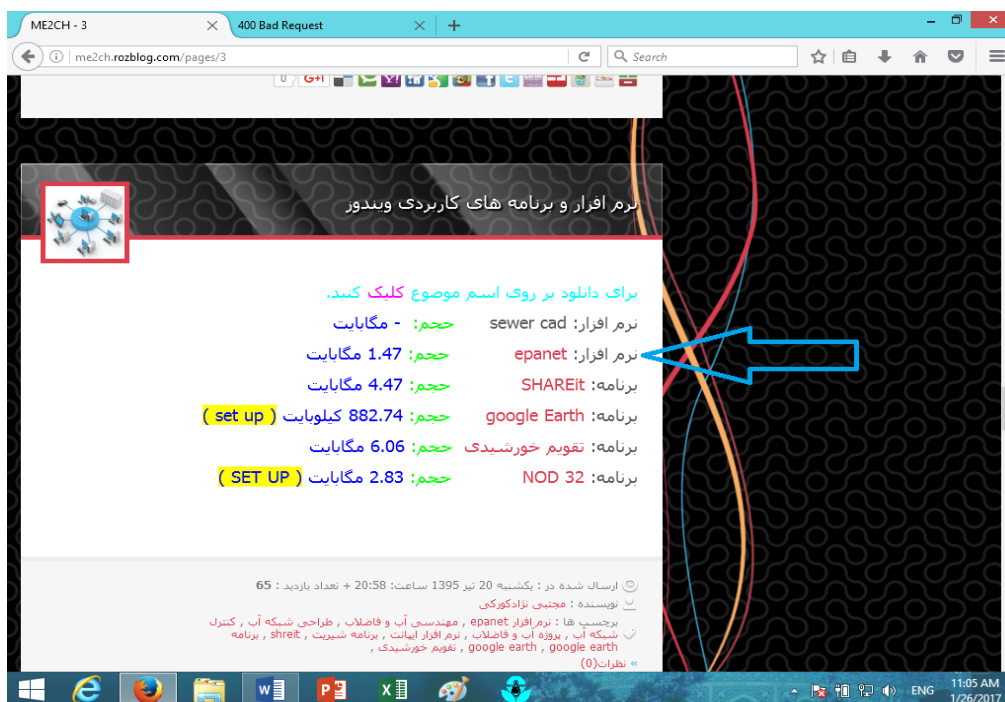 ME2CH - 3
400 Bad Request
me2ch.rozblog.com/pages/3
Search
نرم افزار و برنامه های کاربردی ویندوز
برای دانلود بر روی اسم موضوع کلیک کنید.
نرم افزار: sewer cad حجم: - مگابایت
نرم افزار: epanet حجم: 1.47 مگابایت
برنامه: SHAREit حجم: 4.47 مگابایت
برنامه: google Earth حجم: 882.74 کیلوبایت ( set up )
برنامه: تقویم خورشیدی حجم: 6.06 مگابایت
برنامه: NOD 32 حجم: 2.83 مگابایت ( SET UP )
ارسال شده در : یکشنبه 20 تیر 1395 ساعت: 20:58 + تعداد بازدید : 65
نویسنده : مجتبی نژادکورکی
برچسب ها : نرم افزار epanet , مهندسی آب و فاضلاب , طراحی شبکه آب , کنترل
شبکه آب , پروژه آب و فاضلاب , نرم افزار ایپانت , برنامه شیریت , shreit , برنامه
google earth , google earth , تقویم خورشیدی ,
» نظرات(0)
ENG
11:05 AM
1/26/2017